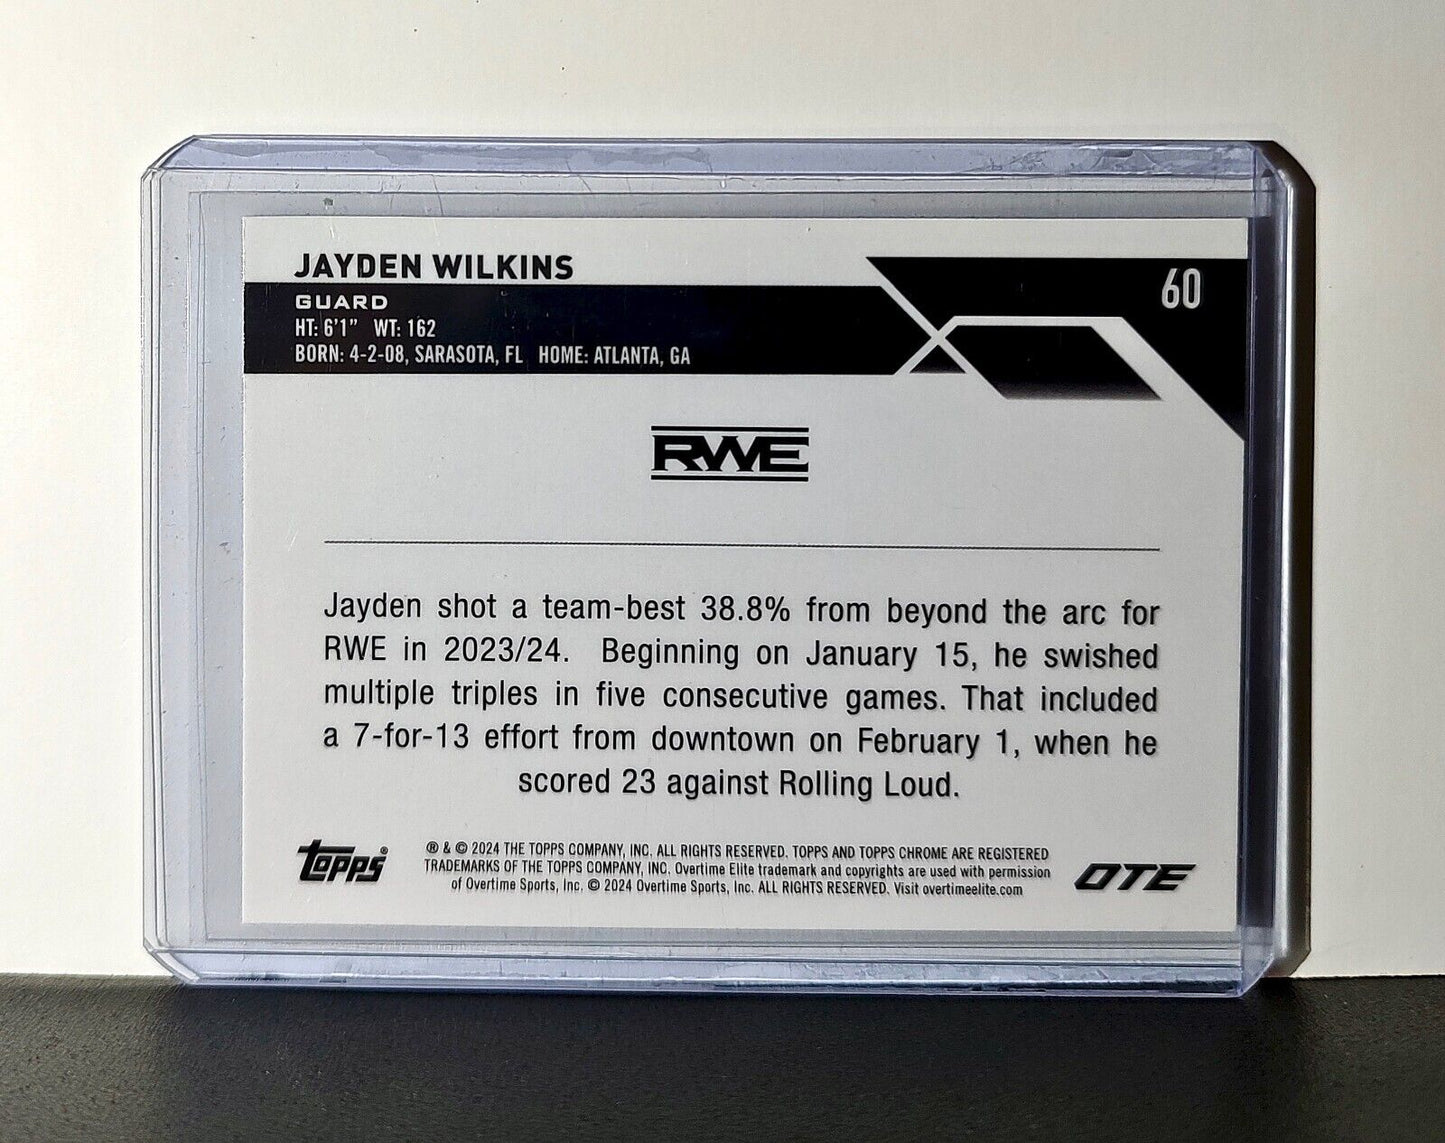 JAYDEN WILKINS
60
GUARD
HT: 6'1" WT: 162
BORN: 4-2-08, SARASOTA, FL HOME: ATLANTA, GA
RWE
Jayden shot a team-best 38.8% from beyond the arc for
RWE in 2023/24. Beginning on January 15, he swished
multiple triples in five consecutive games. That included
a 7-for-13 effort from downtown on February 1, when he
scored 23 against Rolling Loud.
Topps®
® & © 2024 THE TOPPS COMPANY, INC. ALL RIGHTS RESERVED. TOPPS AND TOPPS CHROME ARE REGISTERED
TRADEMARKS OF THE TOPPS COMPANY, INC. Overtime Elite trademark and copyrights are used with permission
of Overtime Sports, Inc. © 2024 Overtime Sports, Inc. ALL RIGHTS RESERVED. Visit overtimeelite.com
OTE